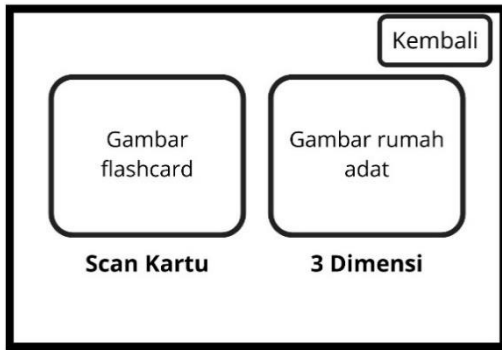 Kembali
Gambar
flashcard
Gambar rumah
adat
Scan Kartu
3 Dimensi